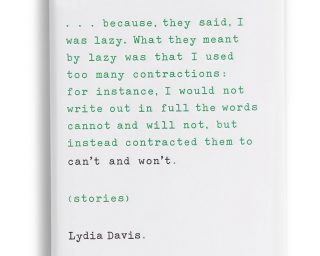 . . . because, they said, I
was lazy. What they meant
by lazy was that I used
too many contractions:
for instance, I would not
write out in full the words
cannot and will not, but
instead contracted them to
can't and won't.
(stories)
Lydia Davis.